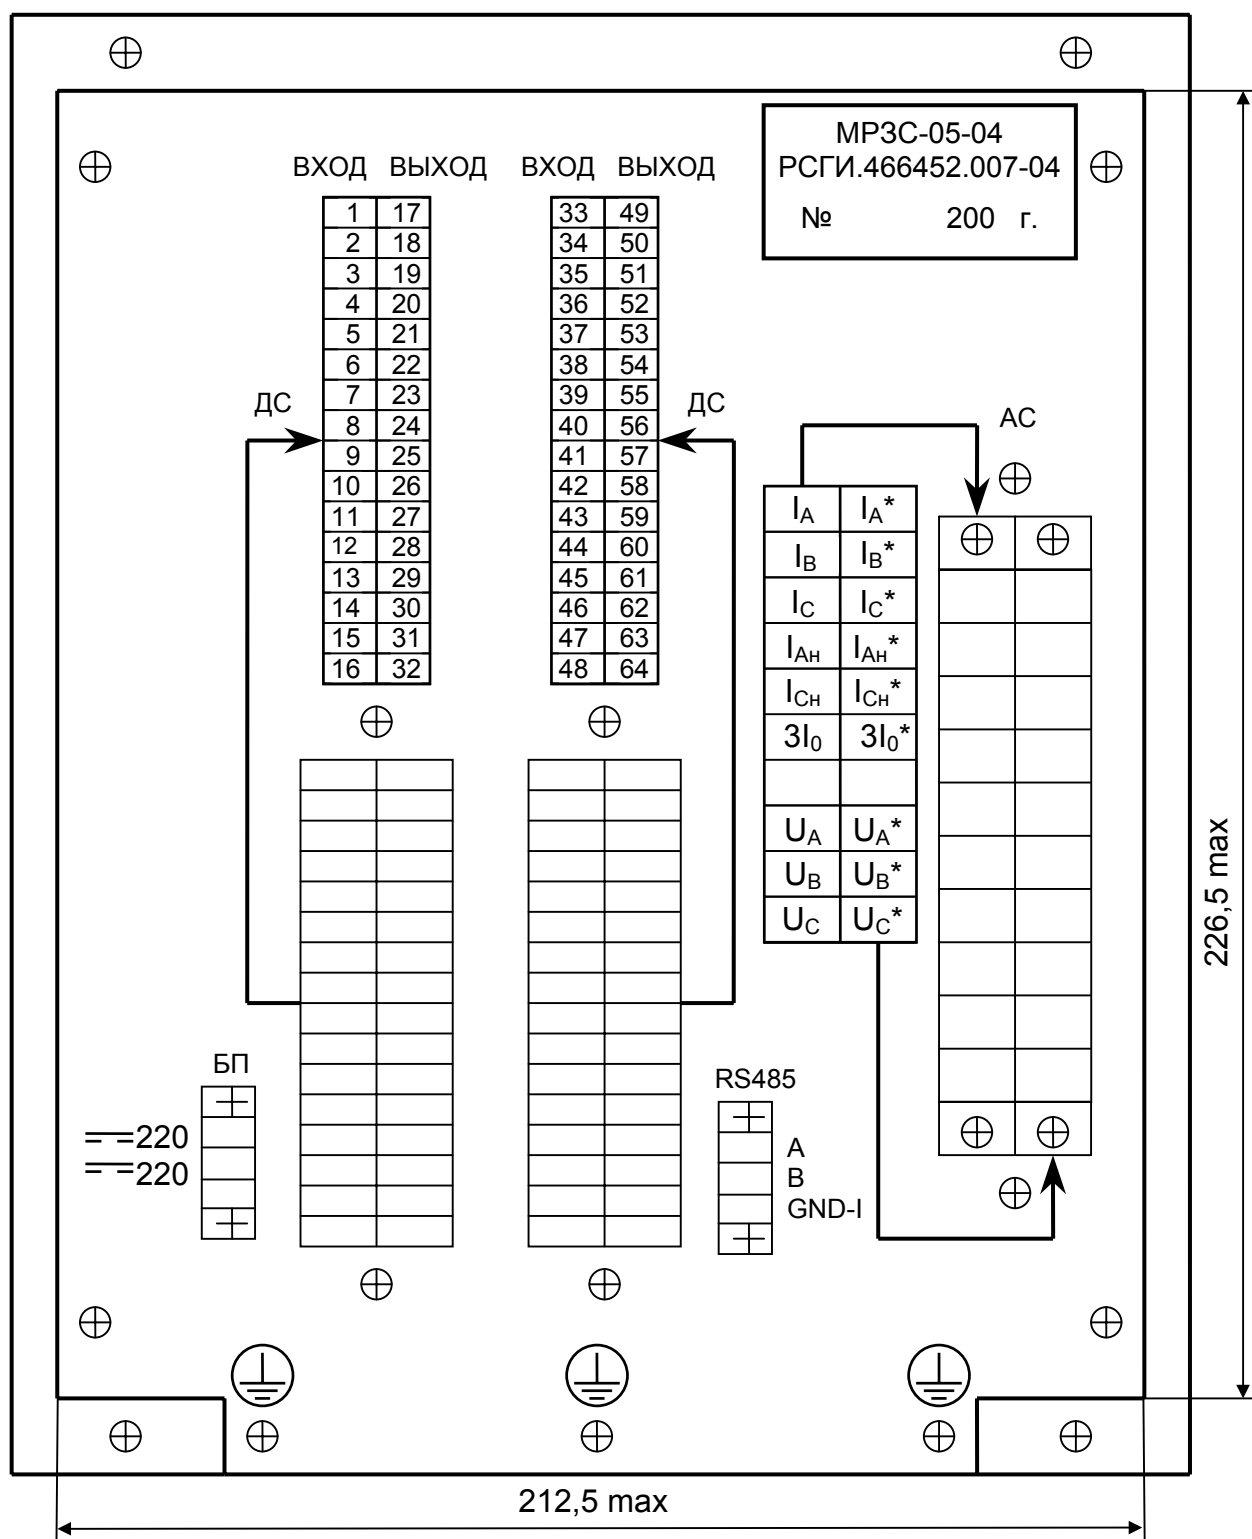 МРЗС-05-04
РСГИ.466452.007-04
№ 200 г.
ВХОД ВЫХОД ВХОД ВЫХОД
1 17 33 49
2 18 34 50
3 19 35 51
4 20 36 52
5 21 37 53
6 22 38 54
7 23 39 55
8 24 40 56
9 25 41 57
10 26 42 58
11 27 43 59
12 28 44 60
13 29 45 61
14 30 46 62
15 31 47 63
16 32 48 64
ДС
ДС
АС
IA IA*
IB IB*
IC IC*
IAн IAн*
ICн ICн*
3I0 3I0*
UA UA*
UB UB*
UC UC*
226,5 max
БП
220
220
RS485
A
B
GND-I
212,5 max